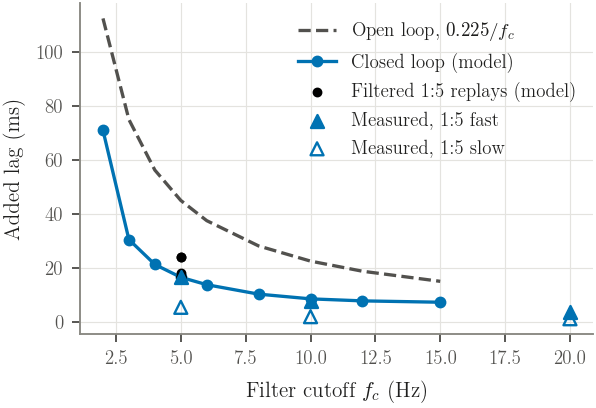 Open loop, 0.225/f_c
Closed loop (model)
Filtered 1:5 replays (model)
Measured, 1:5 fast
Measured, 1:5 slow
Added lag (ms)
100
80
60
40
20
0
2.5 5.0 7.5 10.0 12.5 15.0 17.5 20.0
Filter cutoff f_c (Hz)